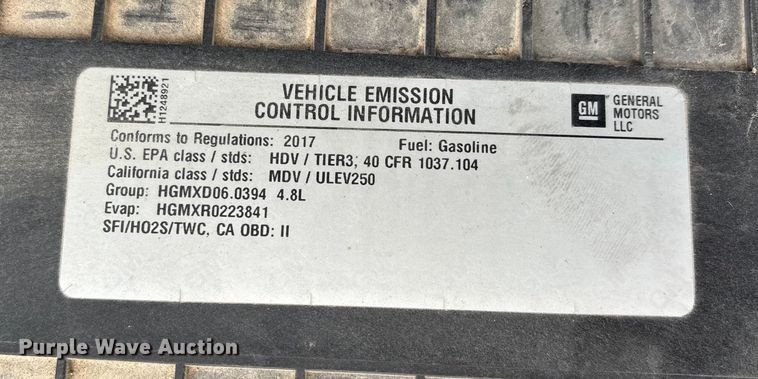 VEHICLE EMISSION
CONTROL INFORMATION
H1248921
GM
GENERAL
MOTORS
LLC
Conforms to Regulations: 2017 Fuel: Gasoline
U.S. EPA class / stds: HDV / TIER3, 40 CFR 1037.104
California class / stds: MDV / ULEV250
Group: HGMXD06.0394 4.8L
Evap: HGMXR0223841
SFI/HO2S/TWC, CA OBD: II
Purple Wave Auction